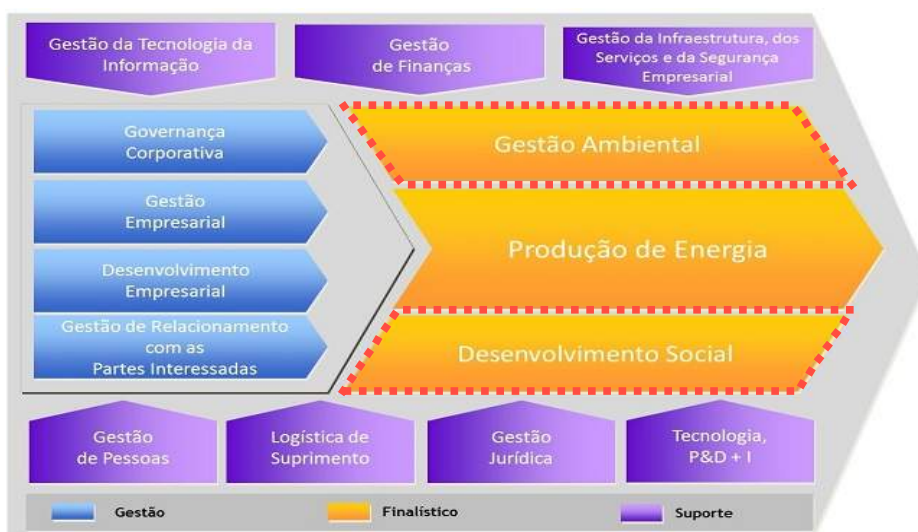 Gestão da Tecnologia da
Informação
Gestão
de Finanças
Gestão da Infraestrutura, dos
Serviços e da Segurança
Empresarial
Governança
Corporativa
Gestão
Empresarial
Desenvolvimento
Empresarial
Gestão de Relacionamento
com as
Partes Interessadas
Gestão Ambiental
Produção de Energia
Desenvolvimento Social
Gestão
de Pessoas
Logística de
Suprimento
Gestão
Jurídica
Tecnologia,
P&D + I
Gestão
Finalístico
Suporte